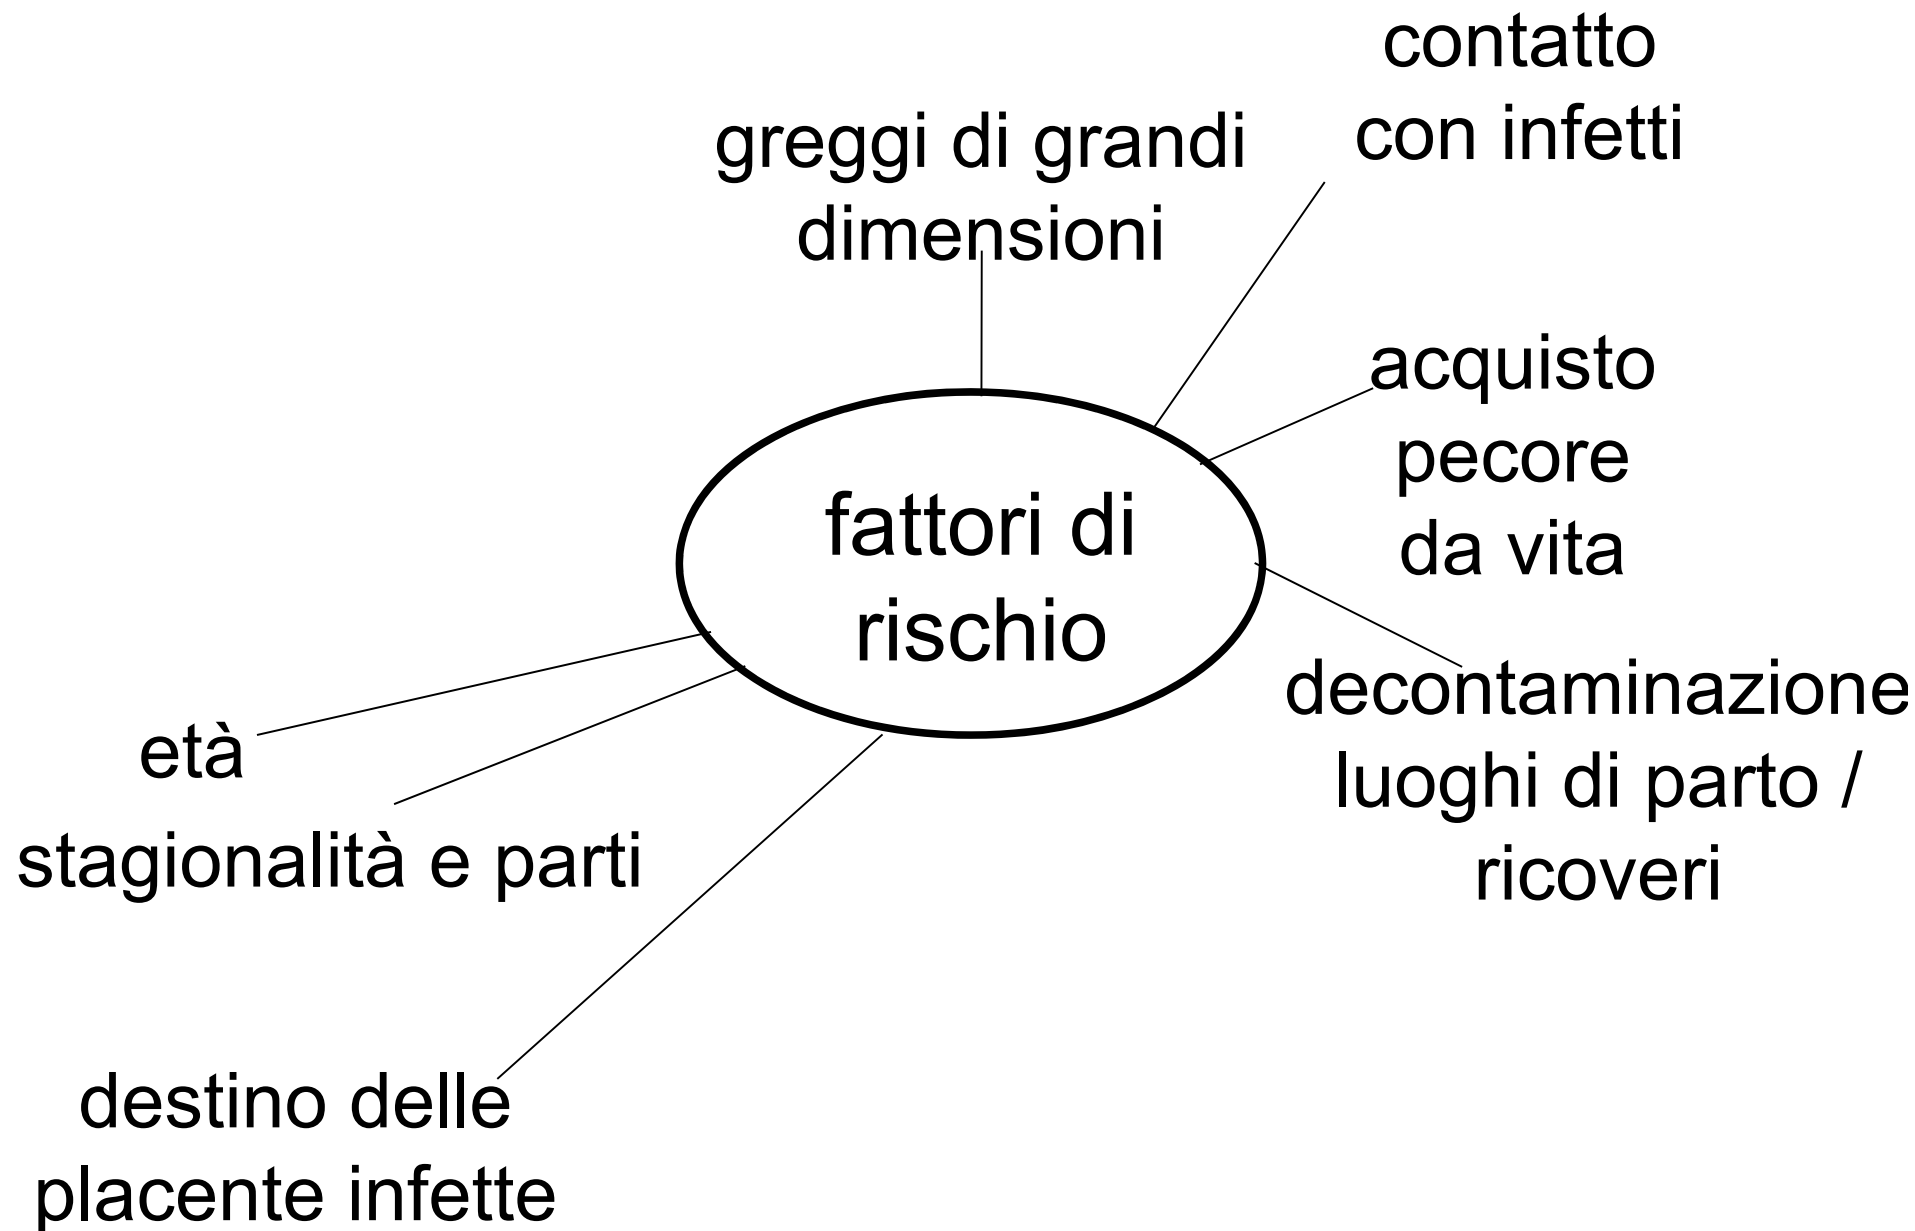 contatto
con infetti
greggi di grandi
dimensioni
acquisto
pecore
da vita
fattori di
rischio
decontaminazione
luoghi di parto /
ricoveri
età
stagionalità e parti
destino delle
placente infette